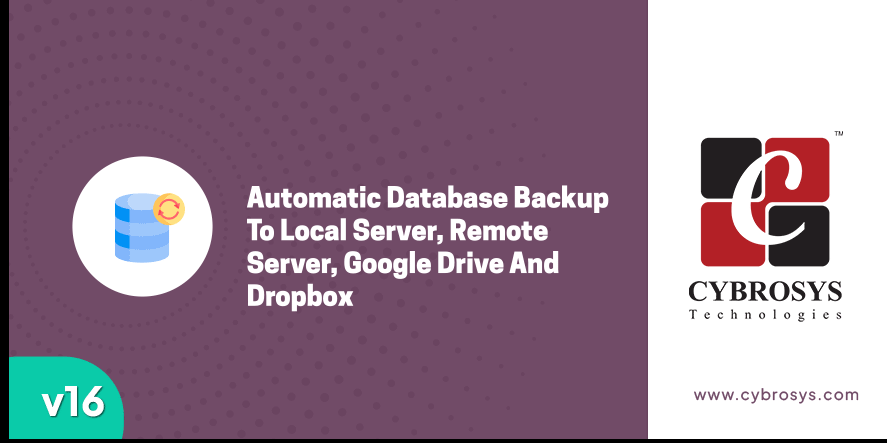 Automatic Database Backup
To Local Server, Remote
Server, Google Drive And
Dropbox
v16
C
TM
CYBROSYS
Technologies
www.cybrosys.com